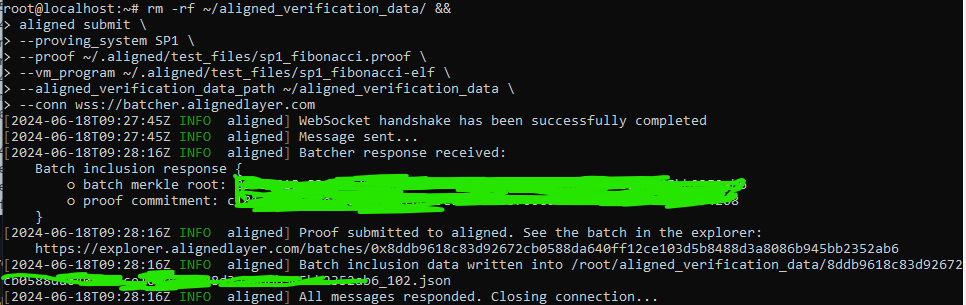 root@localhost:~# rm -rf ~/aligned_verification_data/ &&
> aligned submit \
> --proving_system SP1 \
> --proof ~/.aligned/test_files/sp1_fibonacci.proof \
> --vm_program ~/.aligned/test_files/sp1_fibonacci-elf \
> --aligned_verification_data_path ~/aligned_verification_data \
> --conn wss://batcher.alignedlayer.com
[2024-06-18T09:27:45Z INFO  aligned] WebSocket handshake has been successfully completed
[2024-06-18T09:27:45Z INFO  aligned] Message sent...
[2024-06-18T09:28:16Z INFO  aligned] Batcher response received:
Batch inclusion response {
o batch merkle root:
o proof commitment:
}
[2024-06-18T09:28:16Z INFO  aligned] Proof submitted to aligned. See the batch in the explorer:
https://explorer.alignedlayer.com/batches/0x8ddb9618c83d92672cb0588da640ff12ce103d5b8488d3a8086b945bb2352ab6
[2024-06-18T09:28:16Z INFO  aligned] Batch inclusion data written into /root/aligned_verification_data/8ddb9618c83d92672
_102.json
[2024-06-18T09:28:16Z INFO  aligned] All messages responded. Closing connection...